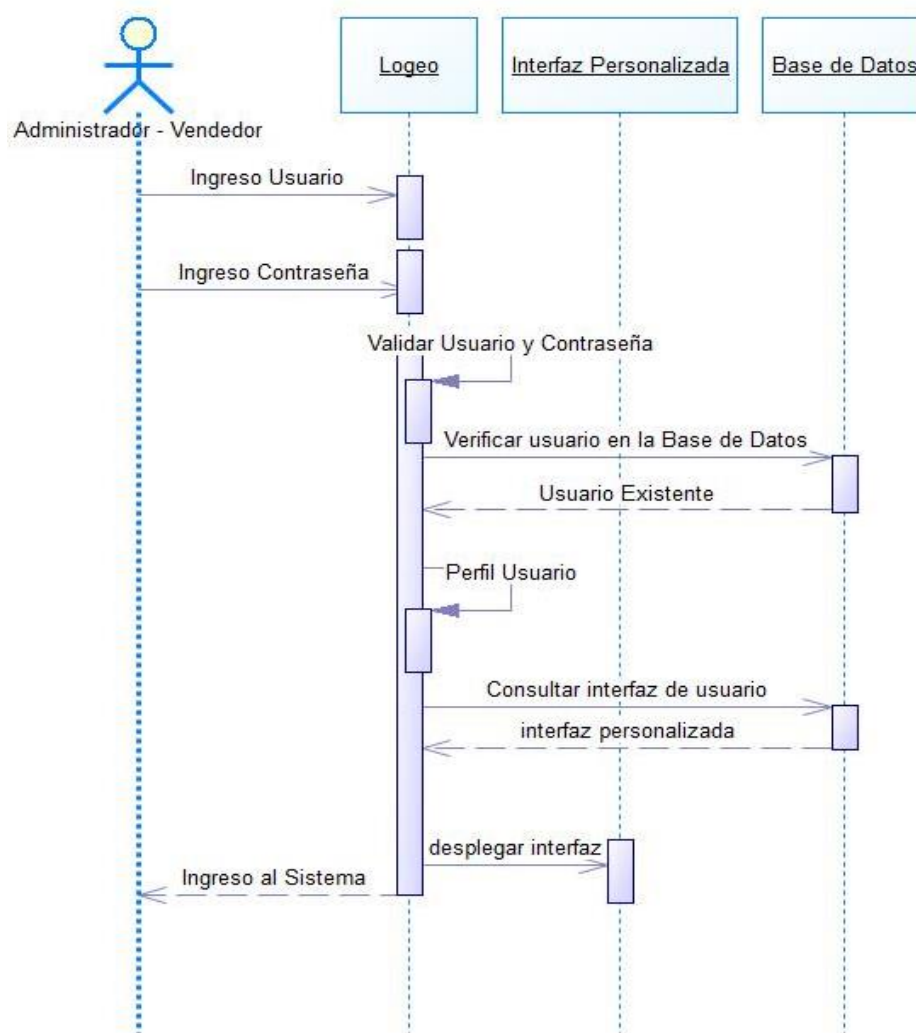 Logeo
Interfaz Personalizada
Base de Datos
Administrador - Vendedor
Ingreso Usuario
Ingreso Contraseña
Validar Usuario y Contraseña
Verificar usuario en la Base de Datos
Usuario Existente
Perfil Usuario
Consultar interfaz de usuario
interfaz personalizada
desplegar interfaz
Ingreso al Sistema